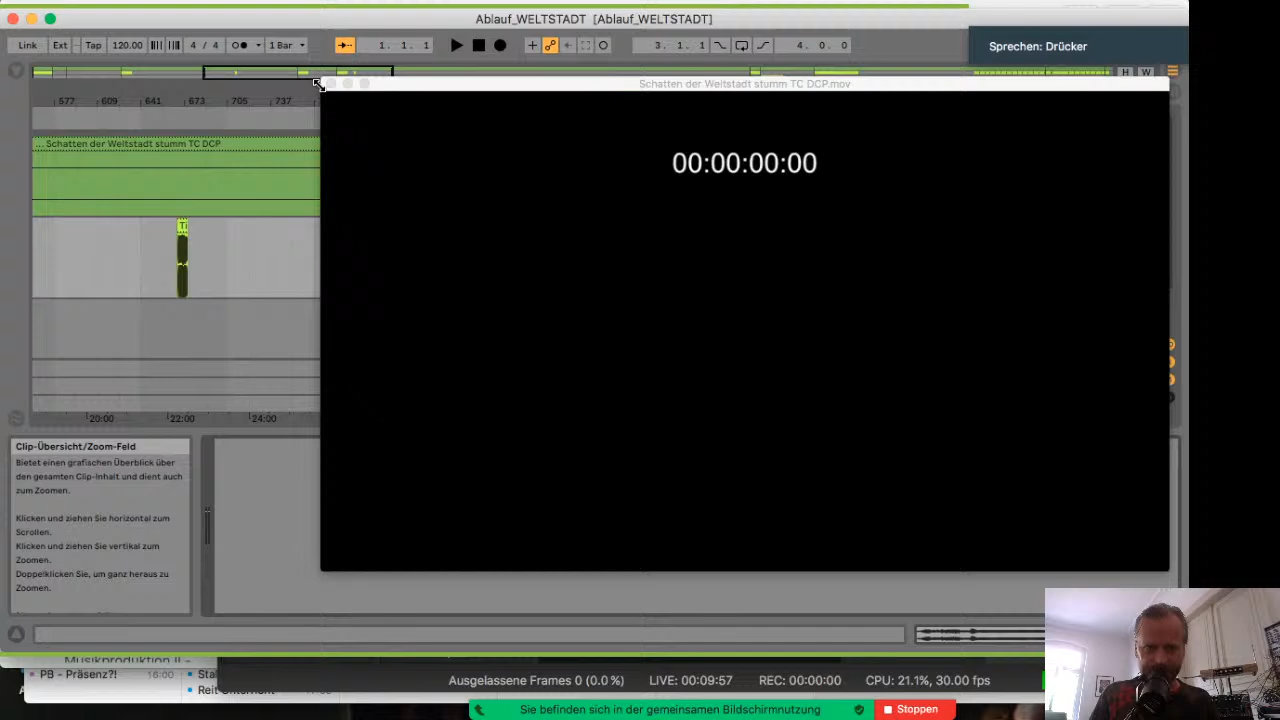 Ablauf_WELTSTADT [Ablauf_WELTSTADT]
Link Ext Tap 120.00 4 / 4 1 Bar 1. 1. 1 3. 1. 1 4. 0. 0
Sprechen: Drücker
H W
577 609 641 673 705 737
Schatten der Weltstadt stumm TC DCP.mov
... Schatten der Weltstadt stumm TC DCP
00:00:00:00
T
20:00 22:00 24:00
Clip-Übersicht/Zoom-Feld
Bietet einen grafischen Überblick über
den gesamten Clip-Inhalt und dient auch
zum Zoomen.
Klicken und ziehen Sie horizontal zum
Scrollen.
Klicken und ziehen Sie vertikal zum
Zoomen.
Doppelklicken Sie, um ganz heraus zu
Zoomen.
Musikproduktion II -
PB - Präsenz?! 16:00
Reit Unterricht
Ausgelassene Frames 0 (0.0 %) LIVE: 00:09:57 REC: 00:00:00 CPU: 21.1%, 30.00 fps
Sie befinden sich in der gemeinsamen Bildschirmnutzung Stoppen